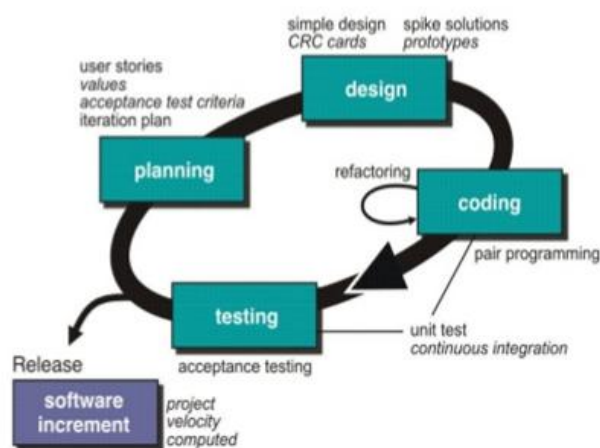 simple design
CRC cards
spike solutions
prototypes
user stories
values
acceptance test criteria
iteration plan
design
planning
refactoring
coding
pair programming
testing
unit test
continuous integration
acceptance testing
Release
software
increment
project
velocity
computed